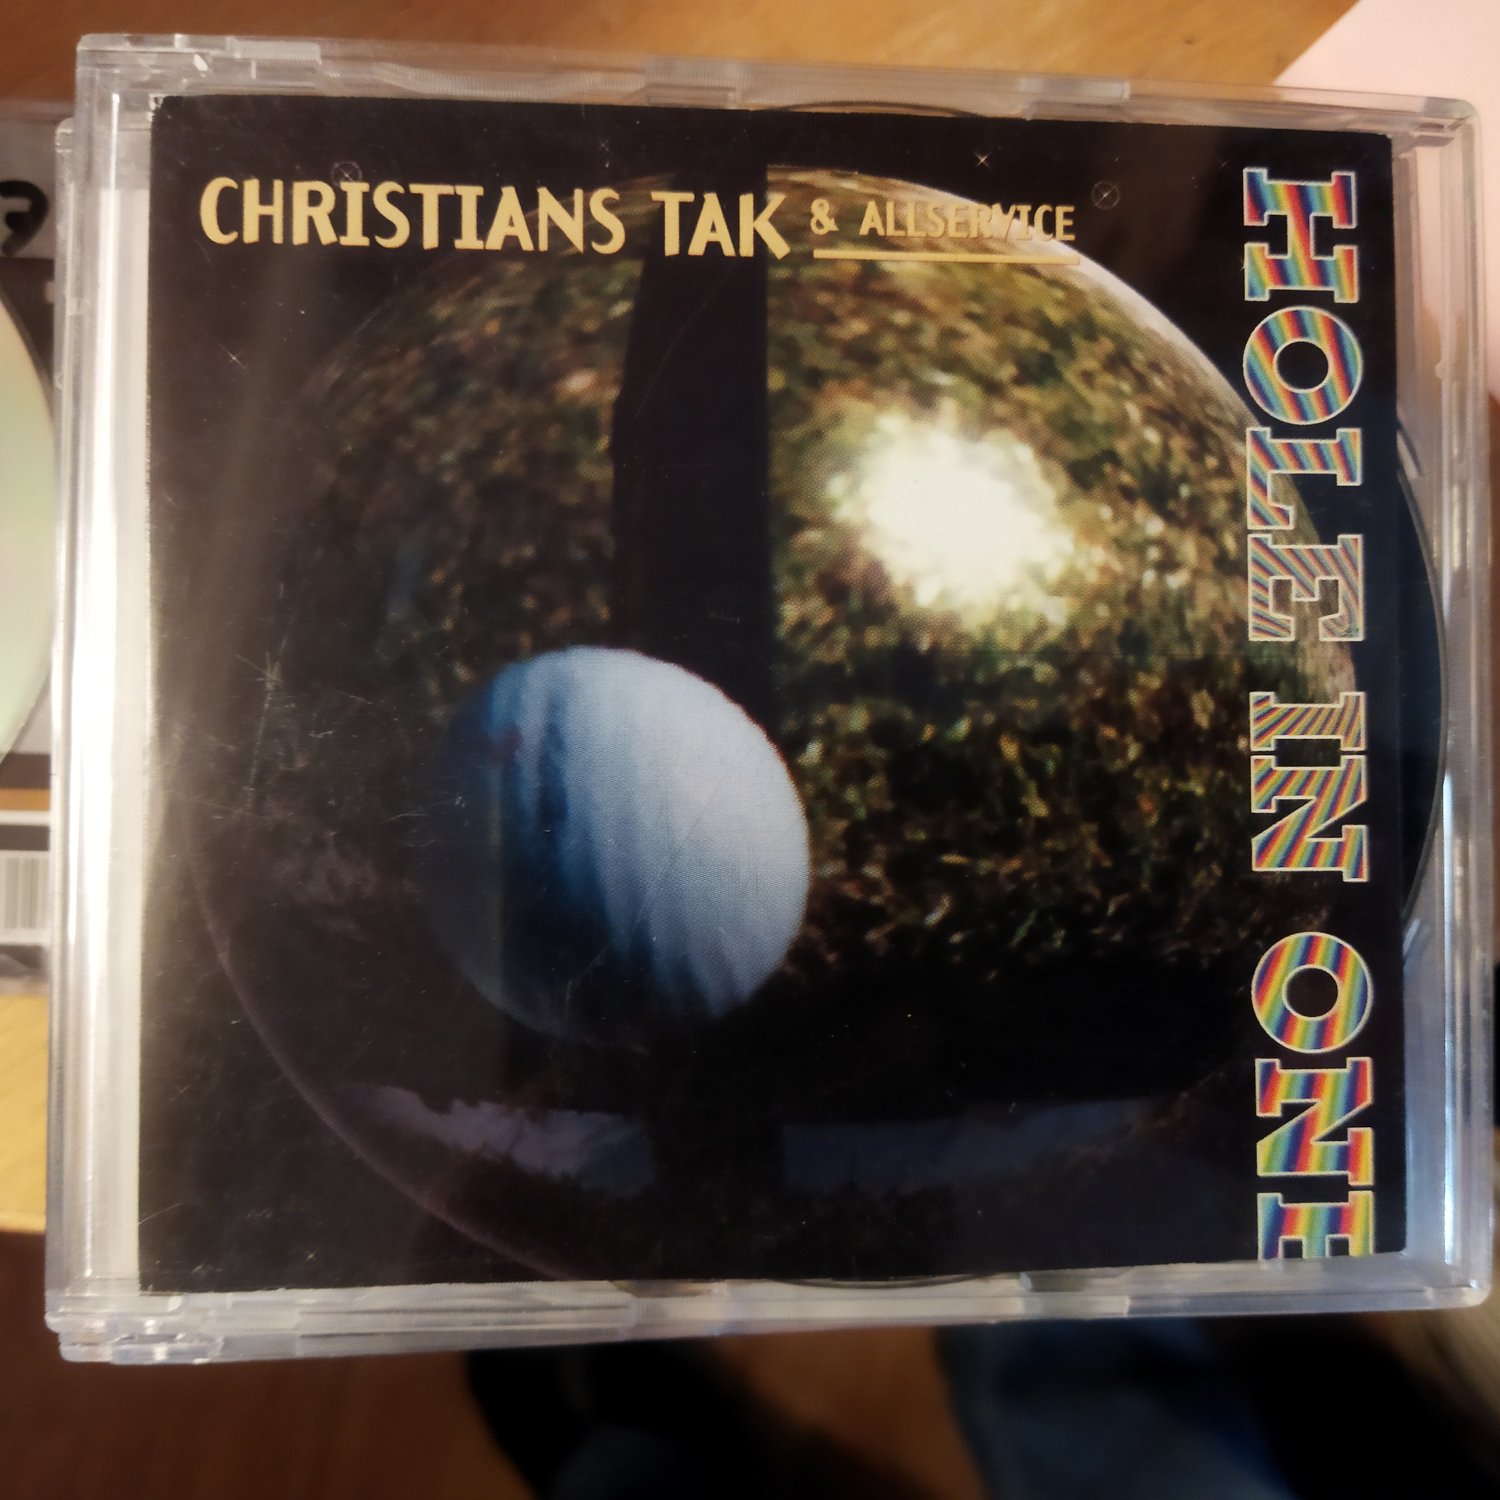 CHRISTIANS TAK & ALLSERVICE
HOLE IN ONE